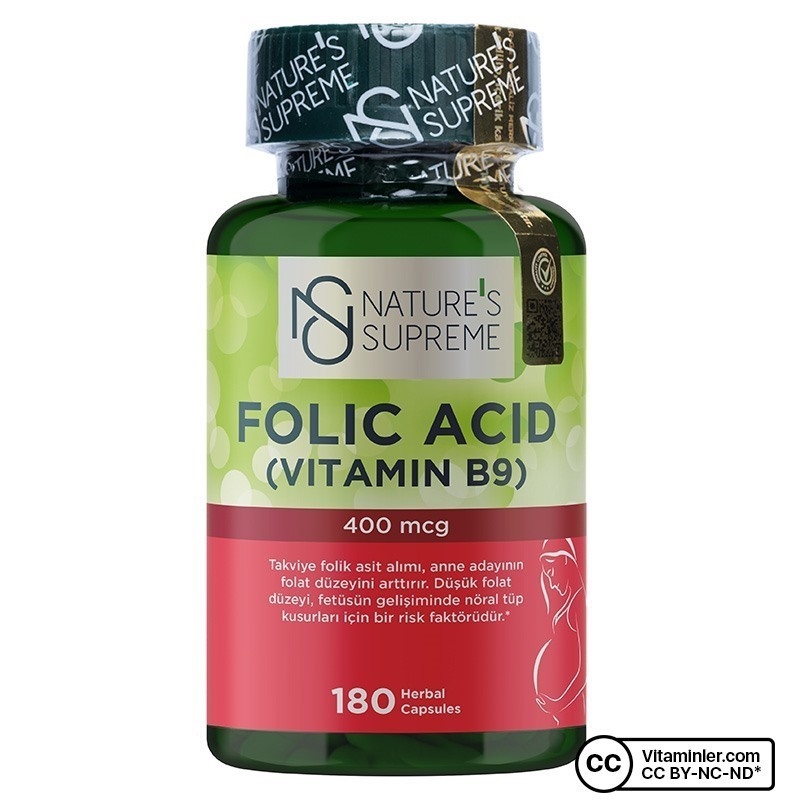 NATURE'S
SUPREME
NATURE'S
SUPREME
NATURE'S
SUPREME
FOLIC ACID
(VITAMIN B9)
400 mcg
Takviye folik asit alımı, anne adayının
folat düzeyini arttırır. Düşük folat
düzeyi, fetüsün gelişiminde nöral tüp
kusurları için bir risk faktörüdür.*
180 Herbal
Capsules
CC Vitaminler.com
CC BY-NC-ND*